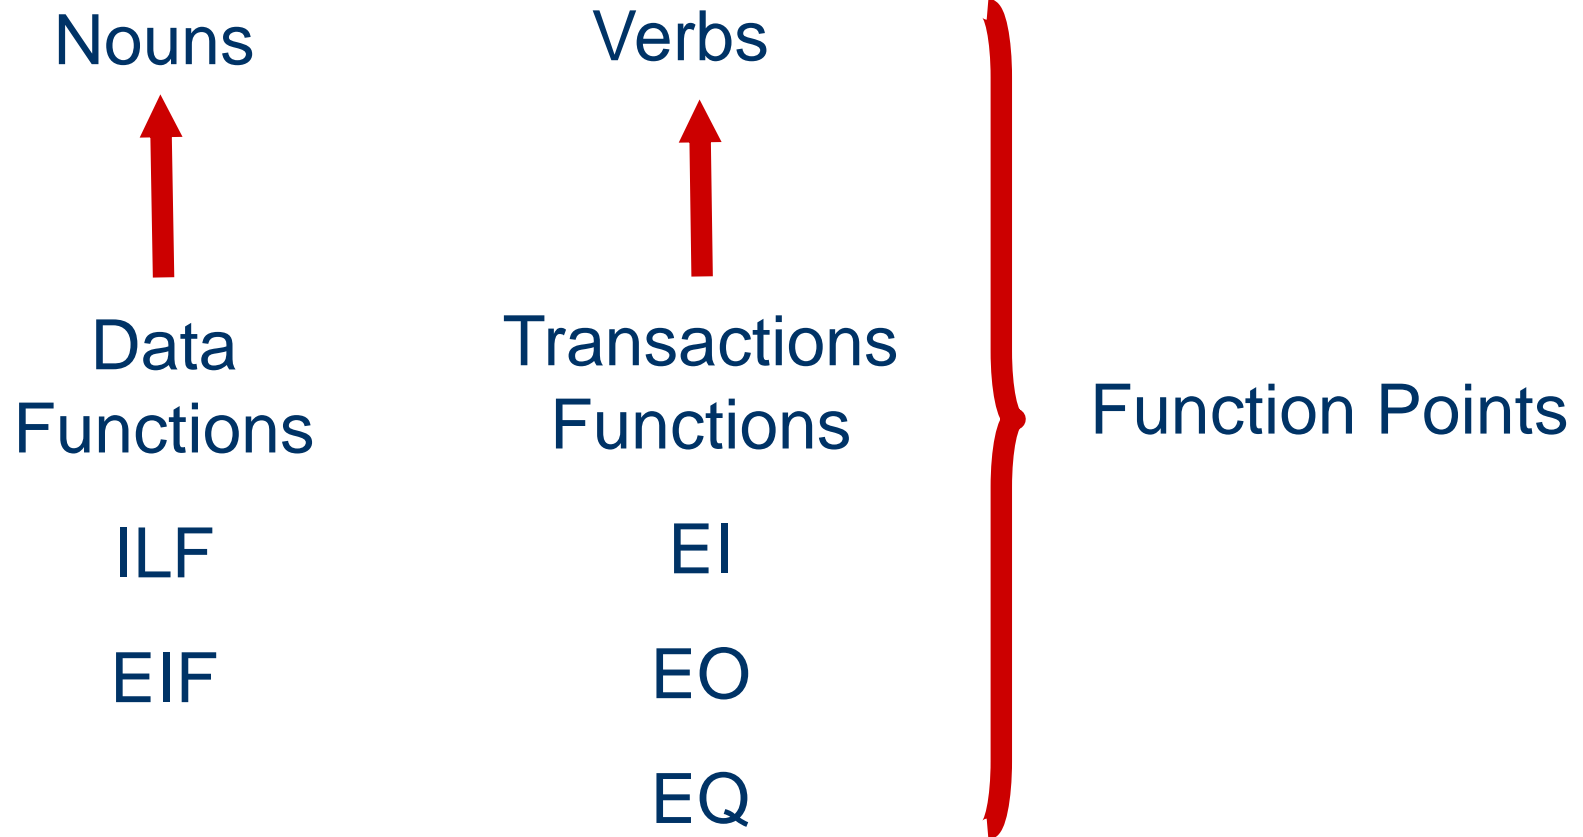 Nouns
Data
Functions
ILF
EIF
Verbs
Transactions
Functions
EI
EO
EQ
Function Points